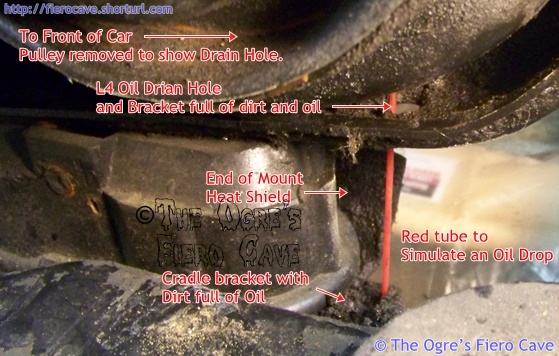 http://fierocave.shorturl.com
To Front of Car
Pulley removed to show Drain Hole.
L4 Oil Drian Hole
and Bracket full of dirt and oil
End of Mount
Heat Shield
© The Ogre's
Fiero Cave
Red tube to
Simulate an Oil Drop
Cradle bracket with
Dirt full of Oil
© The Ogre's Fiero Cave